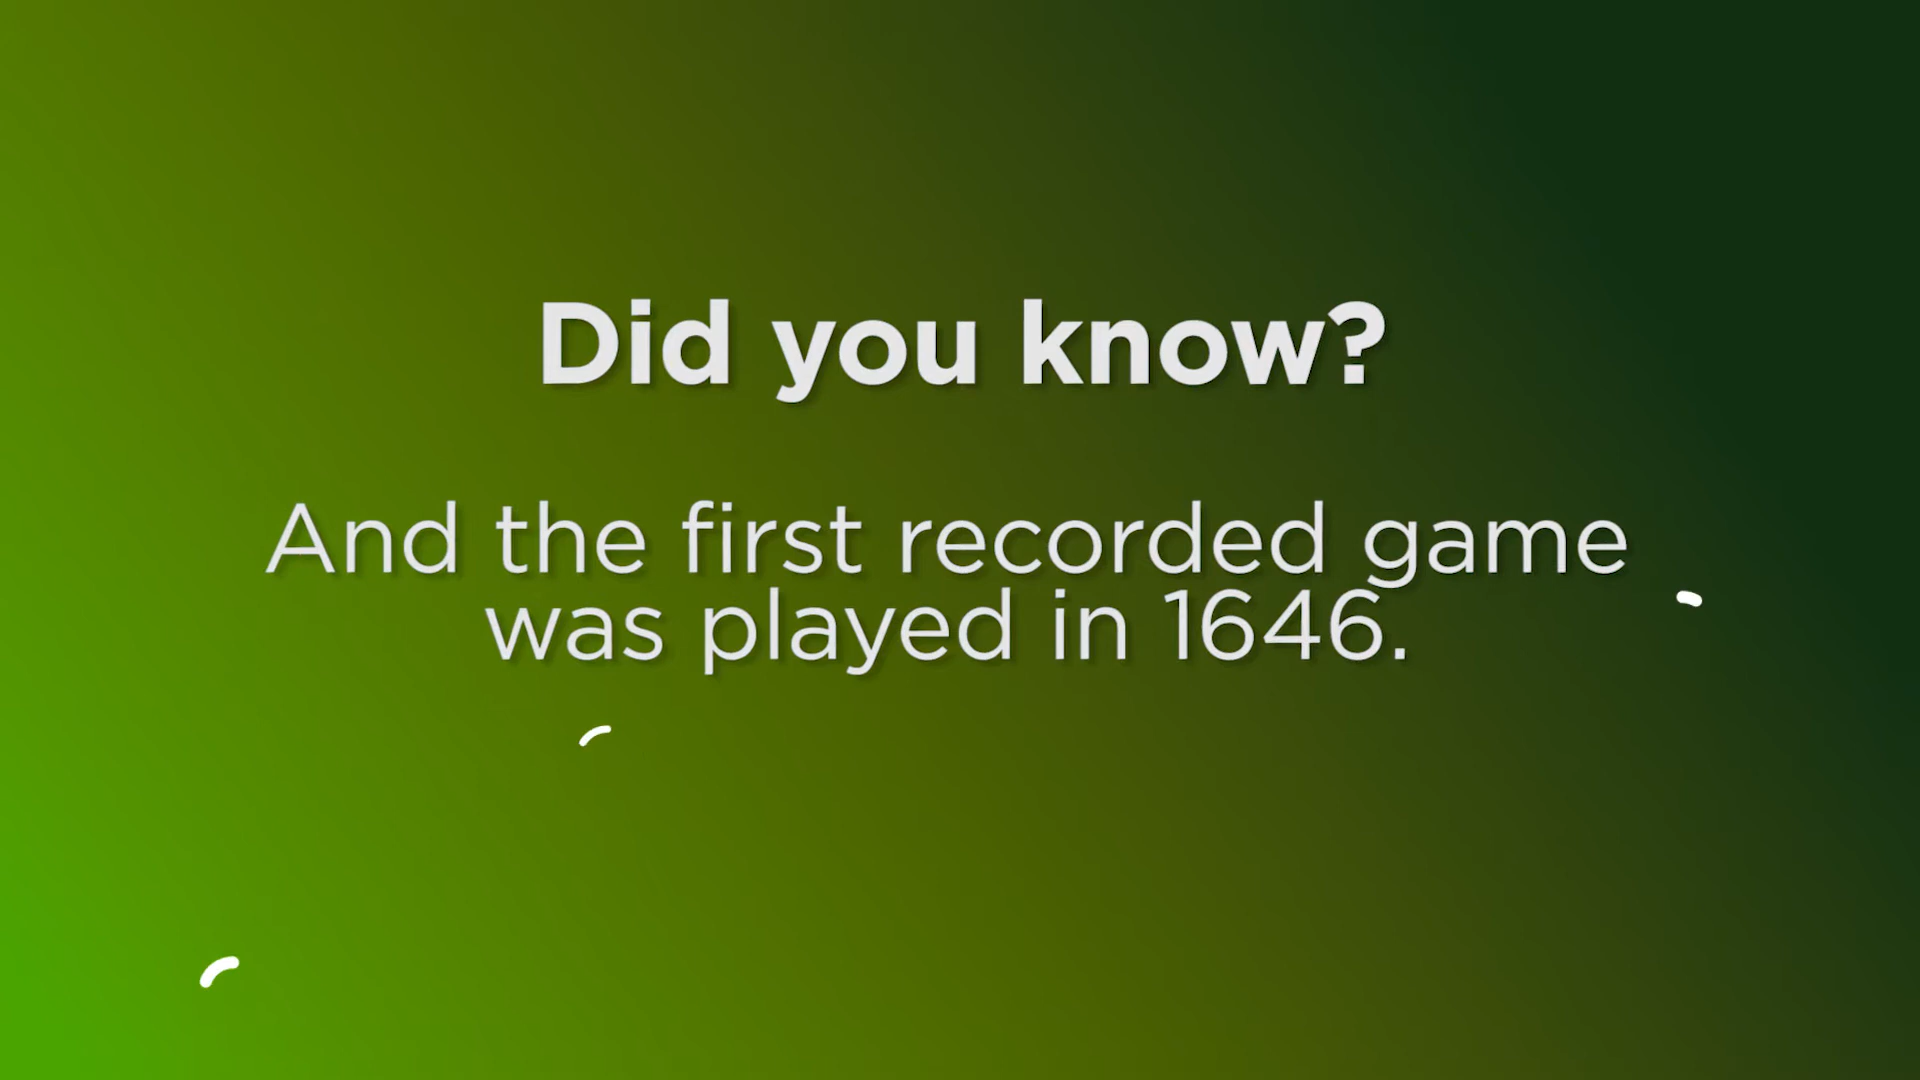 Did you know?
And the first recorded game
was played in 1646.